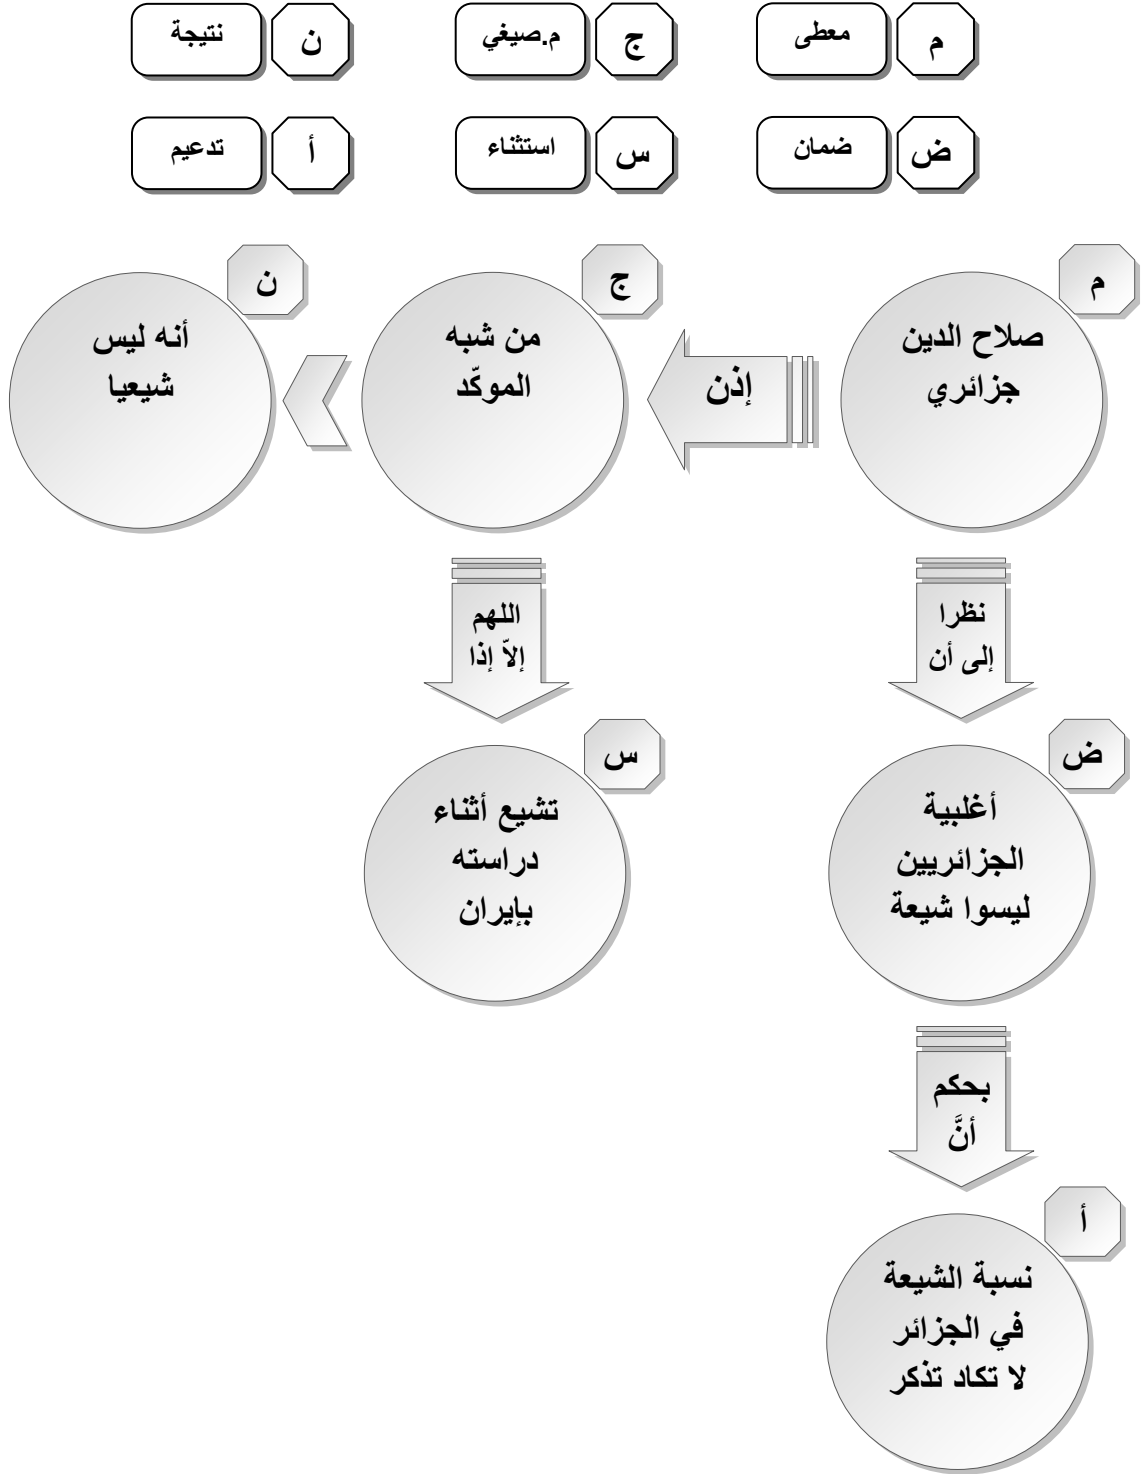 م
معطى
ج
م.صيغي
ن
نتيجة
ض
ضمان
س
استثناء
أ
تدعيم
م
صلاح الدين
جزائري
إذن
ج
من شبه
الموكّد
ن
أنه ليس
شيعيا
نظرا
إلى أن
اللهم
إلاّ إذا
ض
أغلبية
الجزائريين
ليسوا شيعة
س
تشيع أثناء
دراسته
بإيران
بحكم
أنَّ
أ
نسبة الشيعة
في الجزائر
لا تكاد تذكر